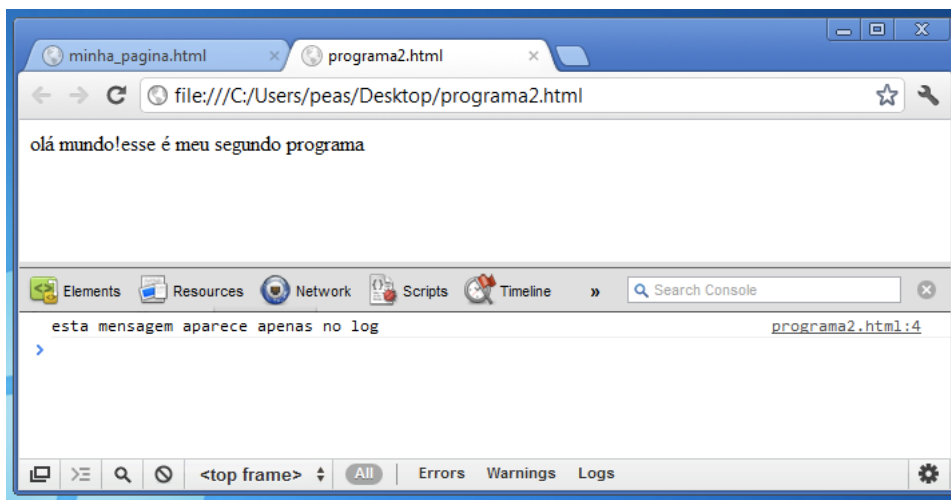 minha_pagina.html
programa2.html
file:///C:/Users/peas/Desktop/programa2.html
olá mundo!esse é meu segundo programa
Elements Resources Network Scripts Timeline » Search Console
esta mensagem aparece apenas no log programa2.html:4
>
<top frame> All Errors Warnings Logs